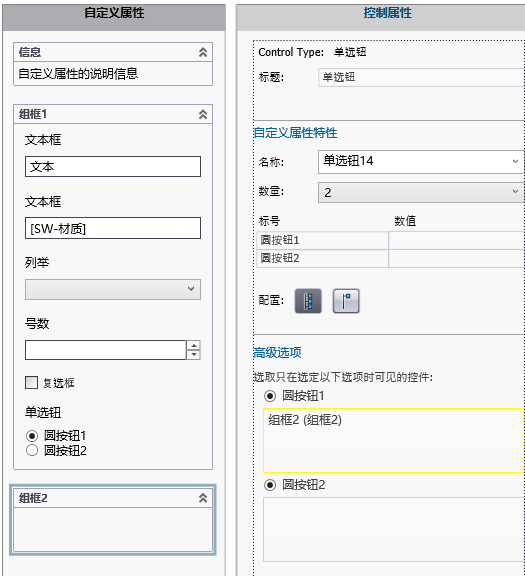 自定义属性
信息
自定义属性的说明信息
组框1
文本框
文本
文本框
[SW-材质]
列举
号数
复选框
单选钮
圆按钮1
圆按钮2
组框2
控制属性
Control Type: 单选钮
标题: 单选钮
自定义属性特性
名称: 单选钮14
数量: 2
标号 数值
圆按钮1
圆按钮2
配置:
高级选项
选取只在选定以下选项时可见的控件:
圆按钮1
组框2 (组框2)
圆按钮2